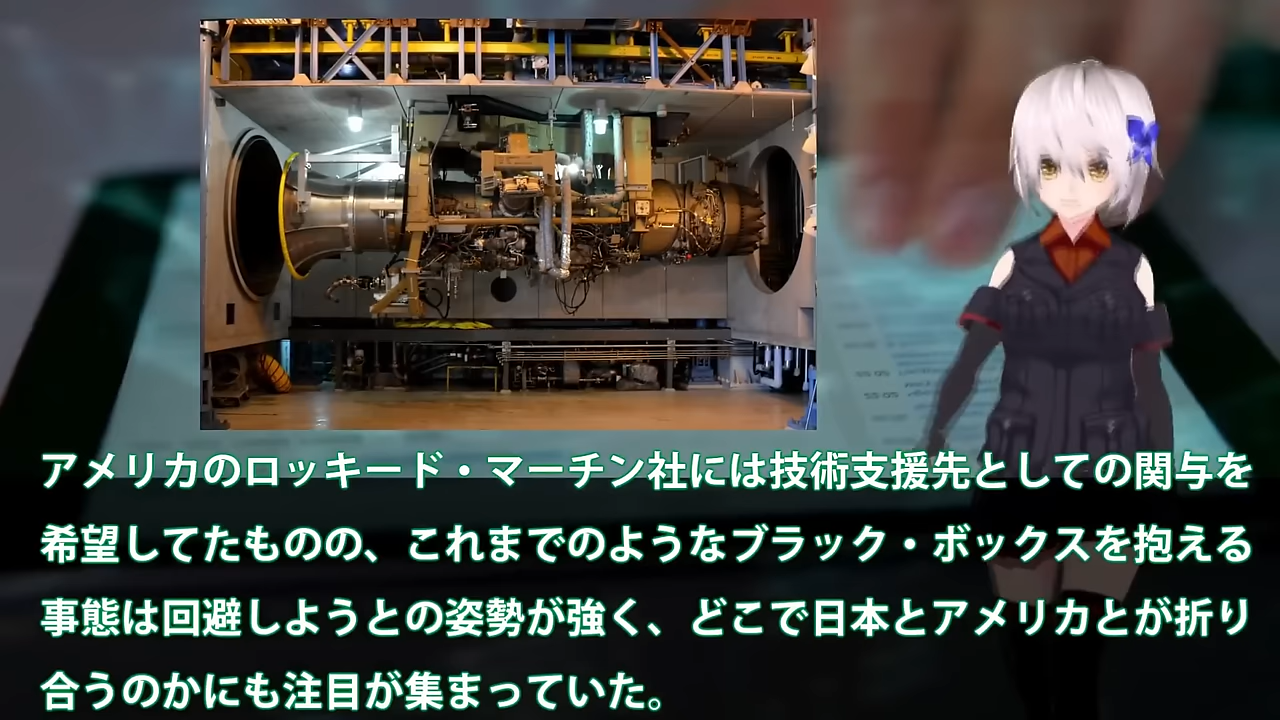 アメリカのロッキード・マーチン社には技術支援先としての関与を
希望してたものの、これまでのようなブラック・ボックスを抱える
事態は回避しようとの姿勢が強く、どこで日本とアメリカとが折り
合うのかにも注目が集まっていた。